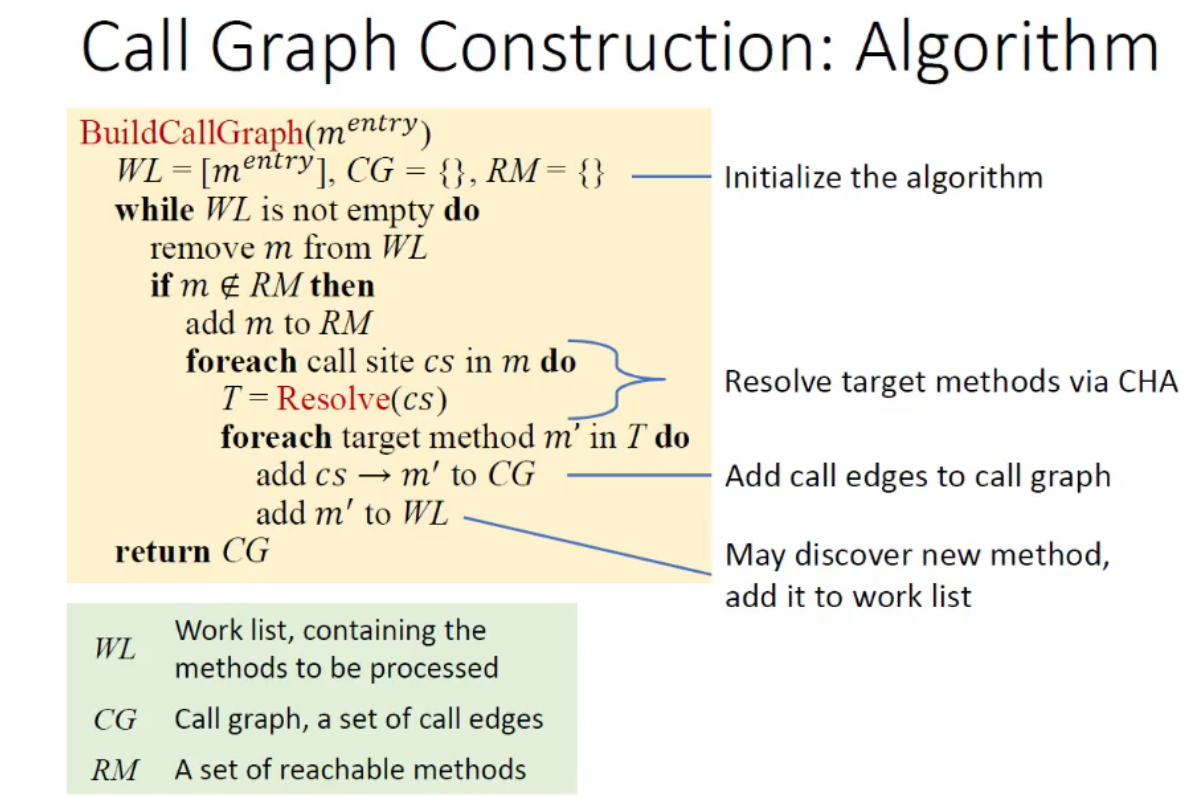 Call Graph Construction: Algorithm
BuildCallGraph(m^entry)
WL = [m^entry], CG = {}, RM = {}
Initialize the algorithm
while WL is not empty do
remove m from WL
if m ∉ RM then
add m to RM
foreach call site cs in m do
T = Resolve(cs)
Resolve target methods via CHA
foreach target method m' in T do
add cs → m′ to CG
Add call edges to call graph
add m′ to WL
return CG
May discover new method,
add it to work list
WL Work list, containing the
methods to be processed
CG Call graph, a set of call edges
RM A set of reachable methods